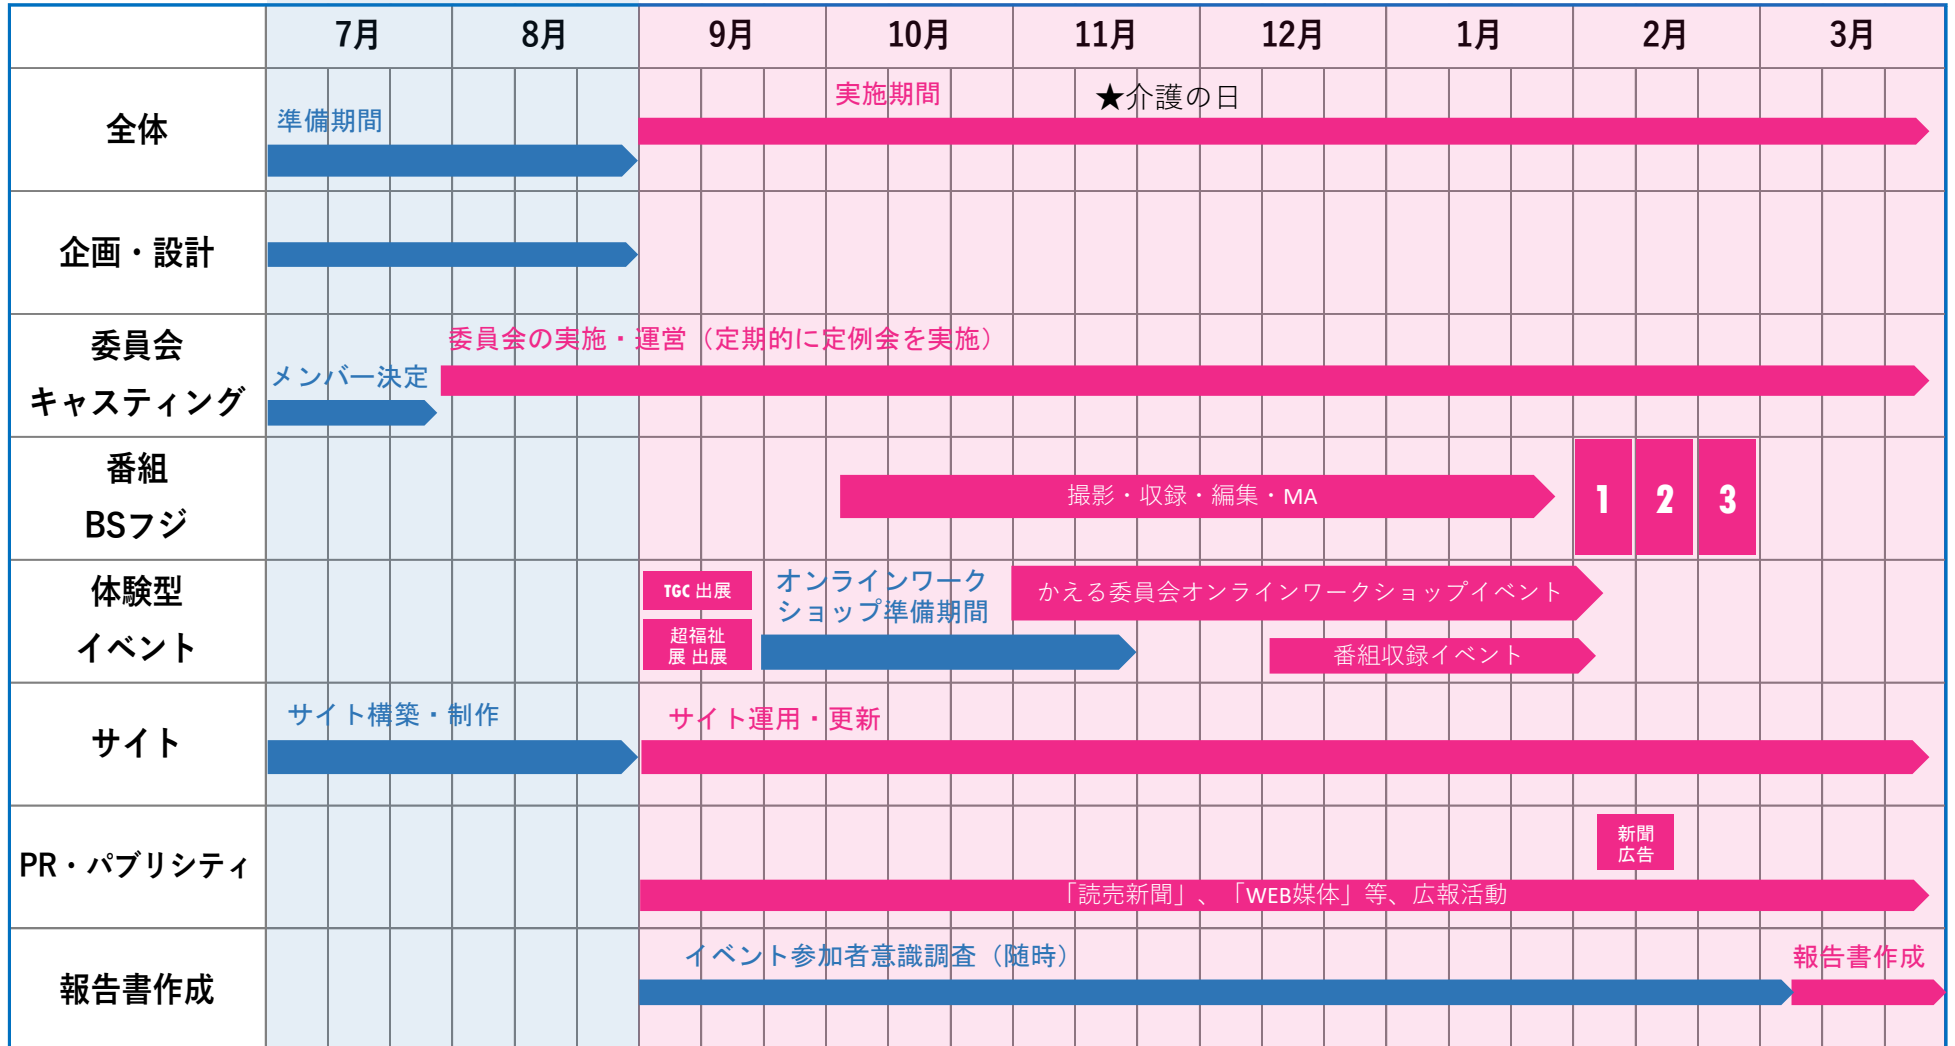 7月
8月
9月
10月
11月
12月
1月
2月
3月
全体
準備期間
実施期間
★介護の日
企画・設計
委員会
キャスティング
メンバー決定
委員会の実施・運営（定期的に定例会を実施）
番組
BSフジ
撮影・収録・編集・MA
1
2
3
体験型
イベント
TGC 出展
超福祉
展 出展
オンラインワーク
ショップ準備期間
かえる委員会オンラインワークショップイベント
番組収録イベント
サイト
サイト構築・制作
サイト運用・更新
PR・パブリシティ
新聞
広告
「読売新聞」、「WEB媒体」等、広報活動
報告書作成
イベント参加者意識調査（随時）
報告書作成